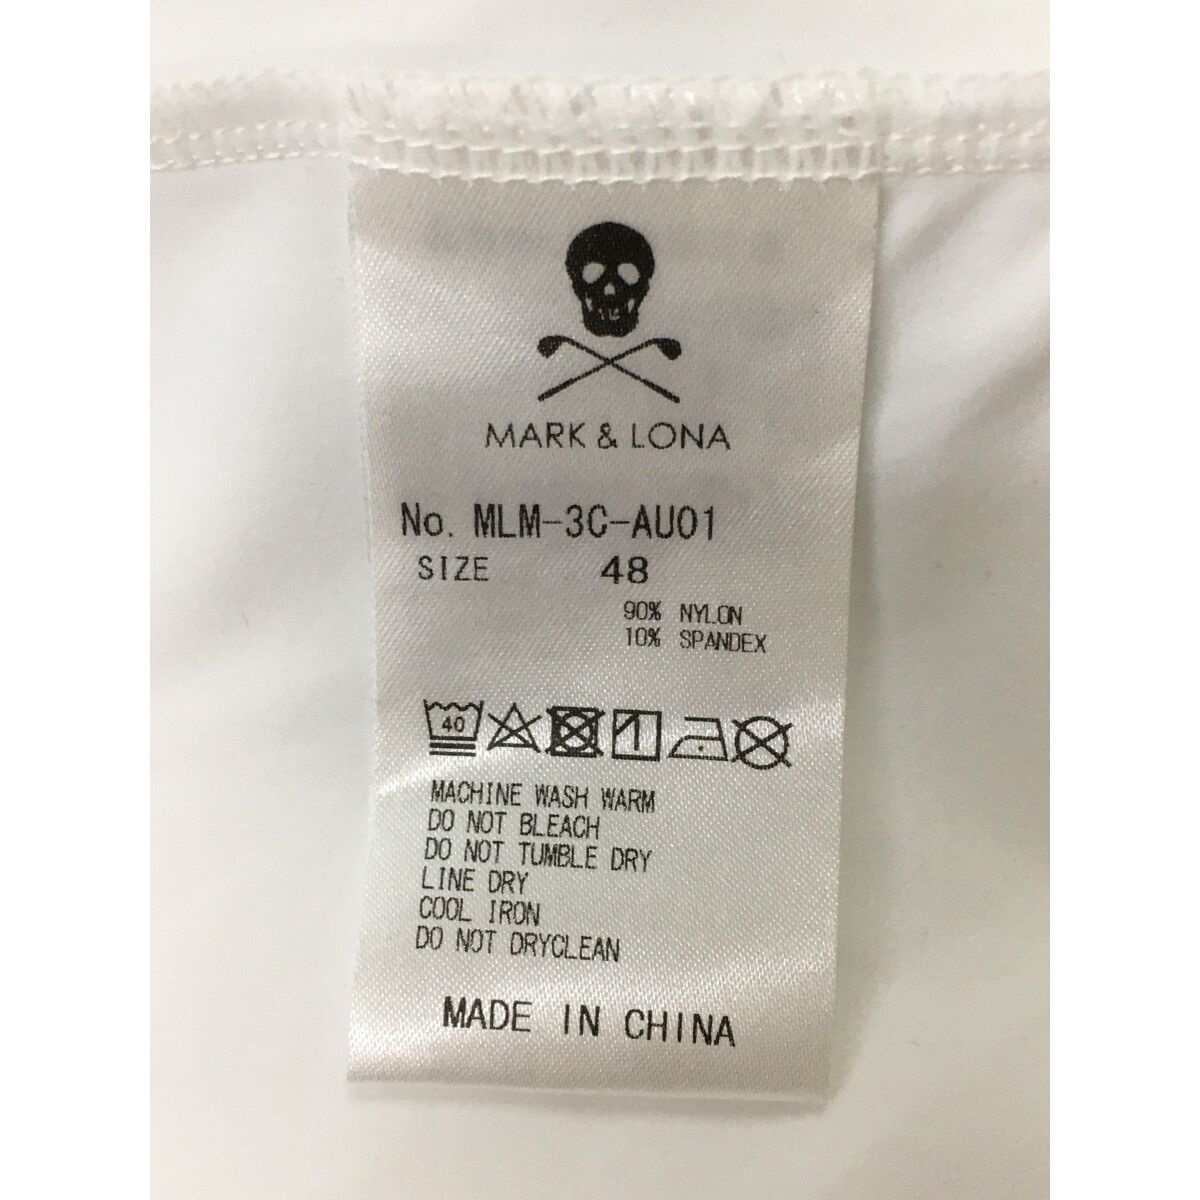 MARK & LONA
No. MLM-3C-AU01
SIZE 48
90% NYLON
10% SPANDEX
40
MACHINE WASH WARM
DO NOT BLEACH
DO NOT TUMBLE DRY
LINE DRY
COOL IRON
DO NOT DRYCLEAN
MADE IN CHINA